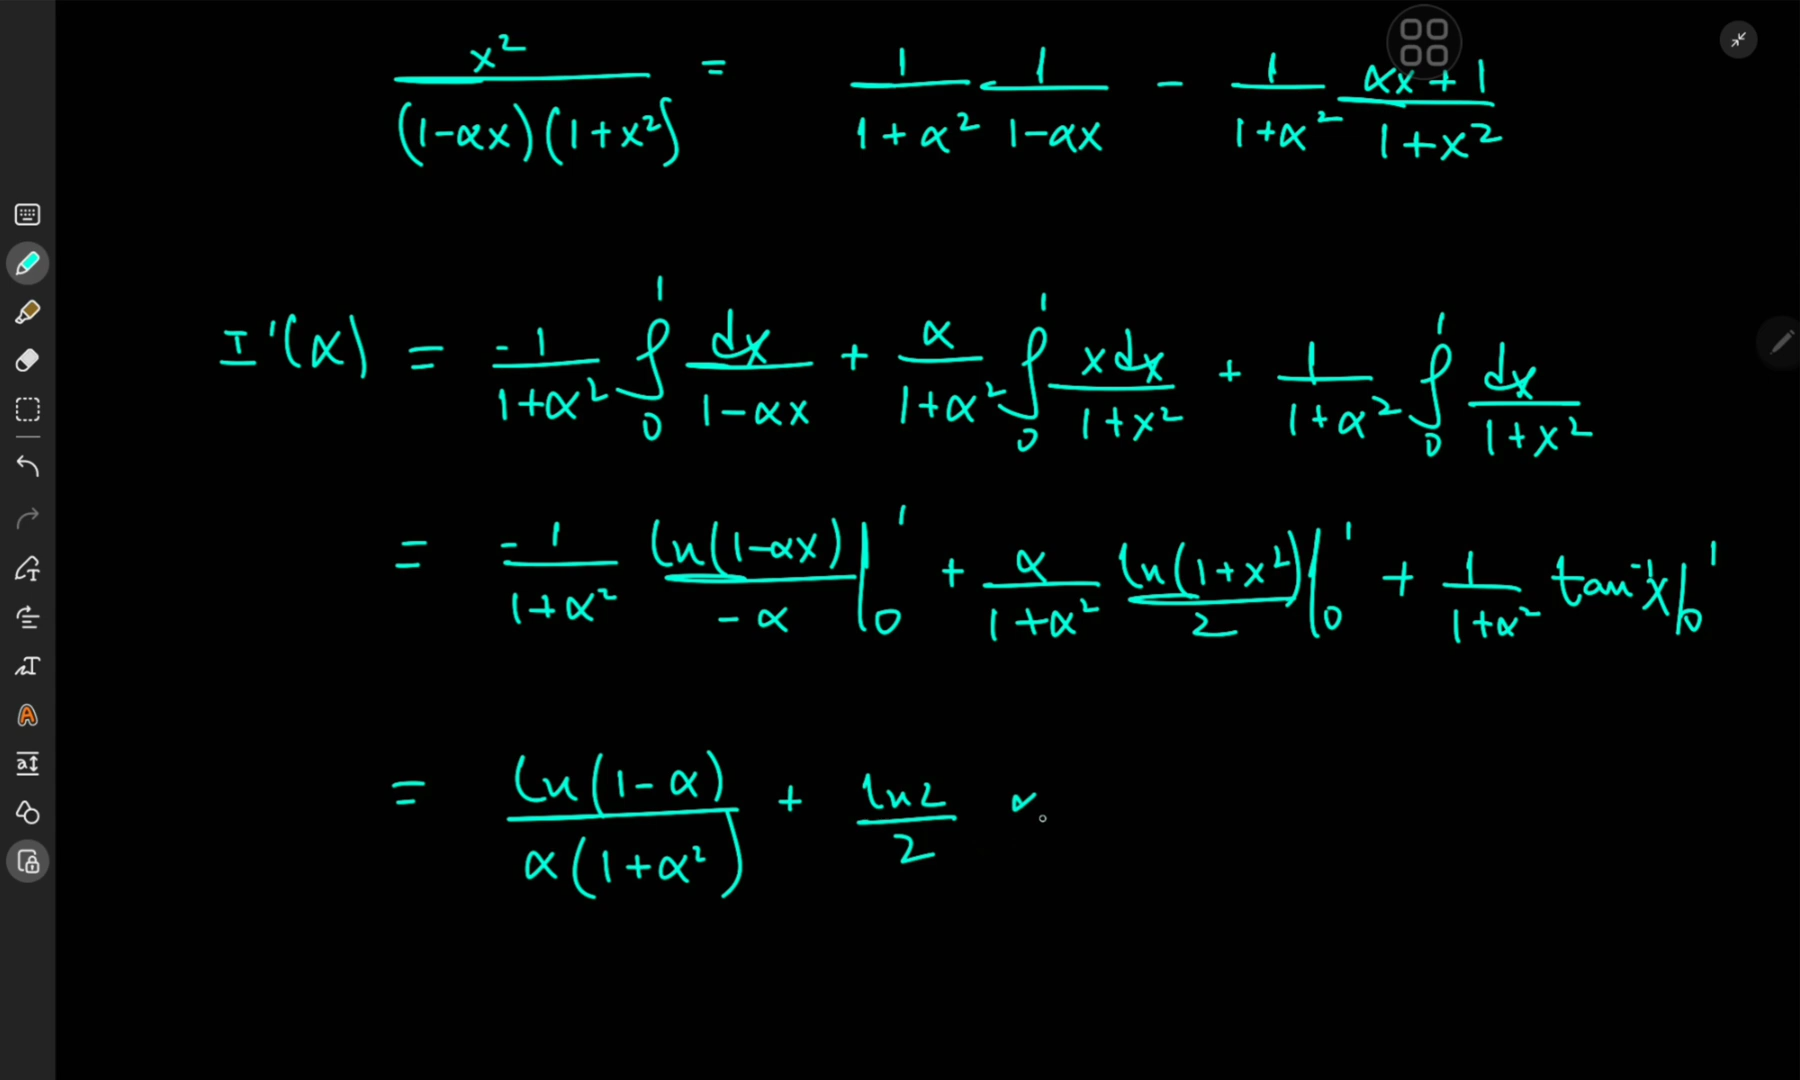 x²/((1-αx)(1+x²)) = 1/(1+α²) 1/(1-αx) - 1/(1+α²) (αx+1)/(1+x²)
I'(α) = -1/(1+α²) ∫₀¹ dx/(1-αx) + α/(1+α²) ∫₀¹ xdx/(1+x²) + 1/(1+α²) ∫₀¹ dx/(1+x²)
= -1/(1+α²) ln(1-αx)/(-α) |₀¹ + α/(1+α²) ln(1+x²)/2 |₀¹ + 1/(1+α²) tan⁻¹x |₀¹
= ln(1-α)/(α(1+α²)) + ln2/2 α